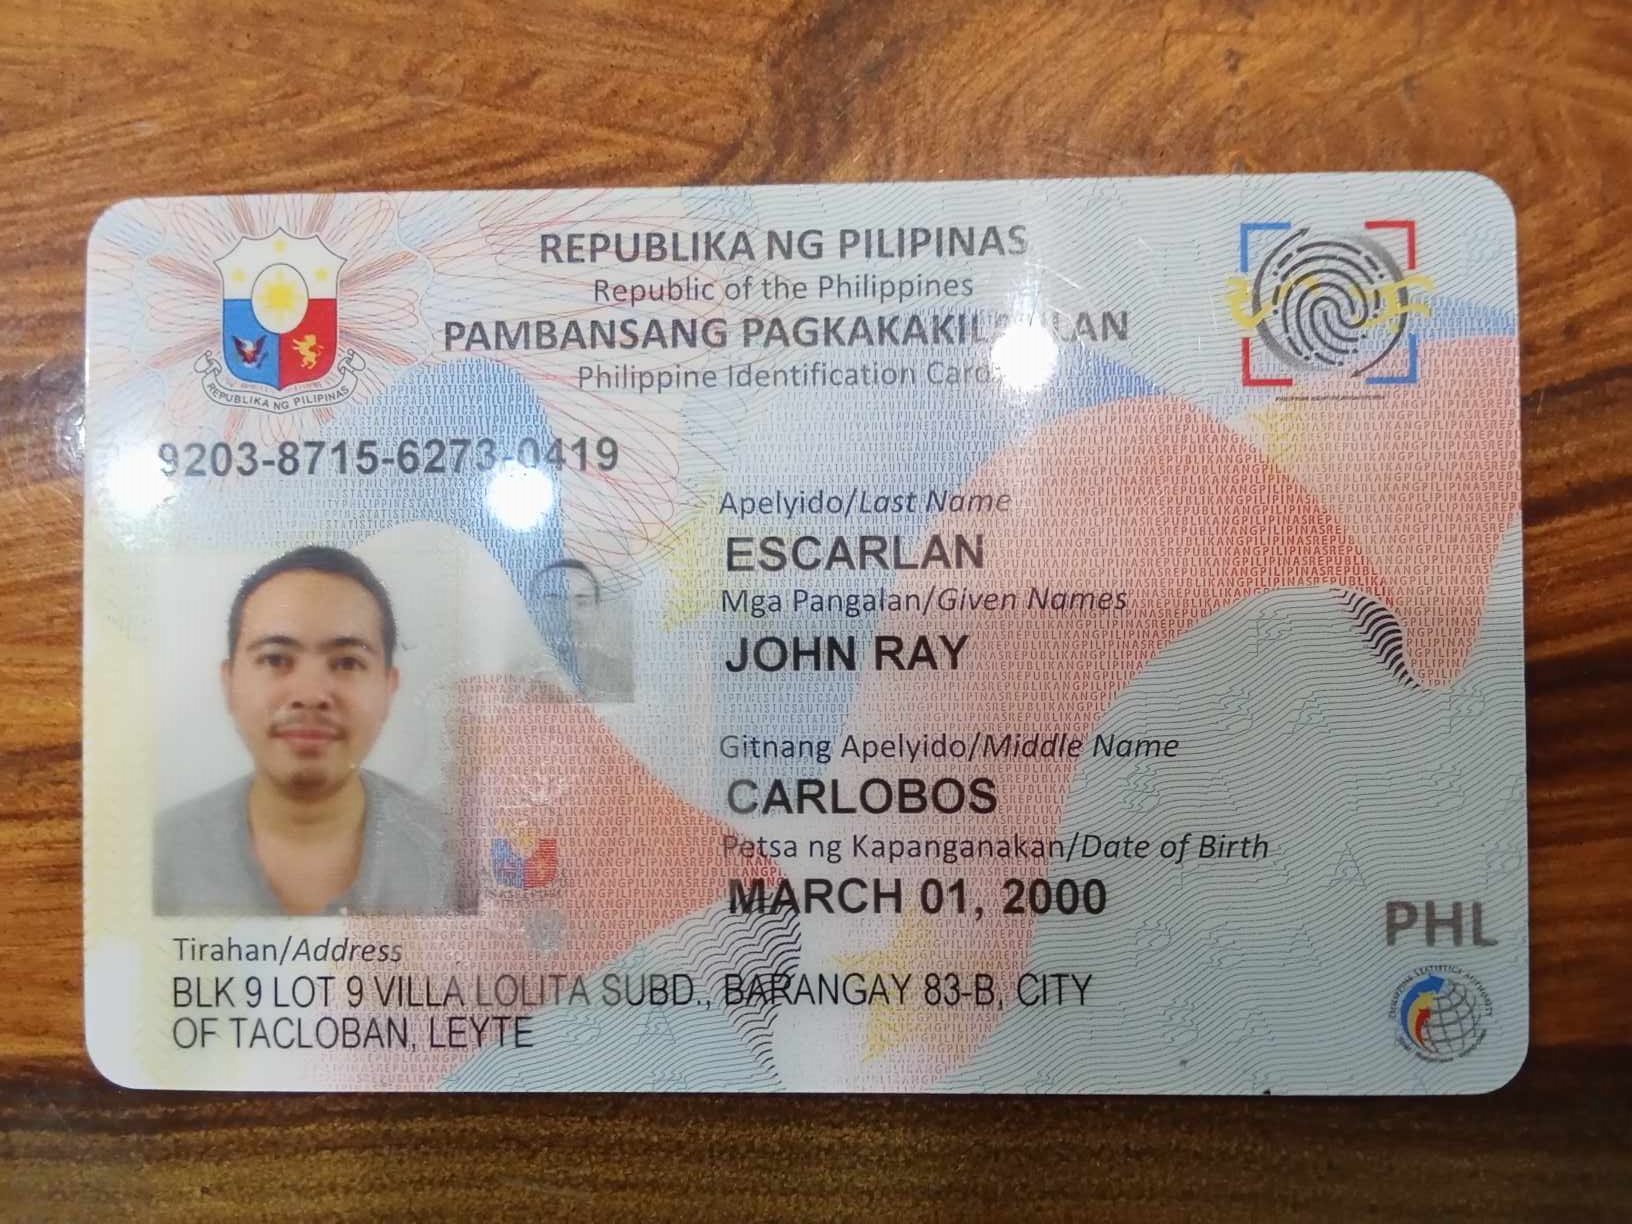 REPUBLIKA NG PILIPINAS
Republic of the Philippines
PAMBANSANG
Philippine Identification Card
REPUBLIKA NG PILIPINAS
9203-8715-6273-0419
Apelyido/Last Name
ESCARLAN
Mga Pangalan/Given Names
JOHN RAY
Gitnang Apelyido/Middle Name
CARLOBOS
Petsa ng Kapanganakan/Date of Birth
MARCH 01, 2000
PHL
Tirahan/Address
BLK 9 LOT 9 VILLA LOLITA SUBD., BARANGAY 83-B, CITY
OF TACLOBAN, LEYTE